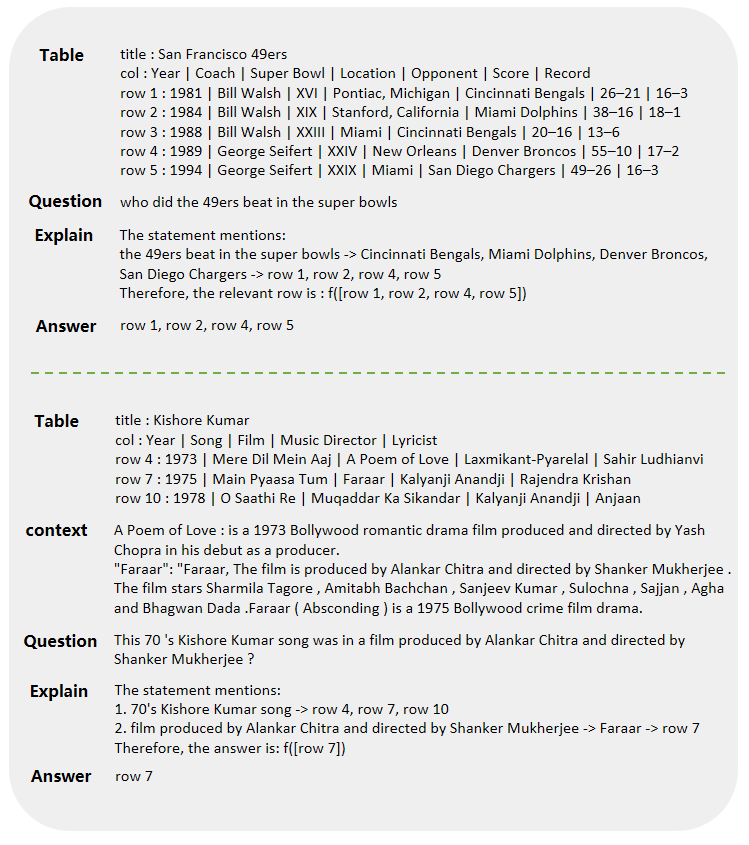 Table title : San Francisco 49ers
col : Year | Coach | Super Bowl | Location | Opponent | Score | Record
row 1 : 1981 | Bill Walsh | XVI | Pontiac, Michigan | Cincinnati Bengals | 26–21 | 16–3
row 2 : 1984 | Bill Walsh | XIX | Stanford, California | Miami Dolphins | 38–16 | 18–1
row 3 : 1988 | Bill Walsh | XXIII | Miami | Cincinnati Bengals | 20–16 | 13–6
row 4 : 1989 | George Seifert | XXIV | New Orleans | Denver Broncos | 55–10 | 17–2
row 5 : 1994 | George Seifert | XXIX | Miami | San Diego Chargers | 49–26 | 16–3
Question who did the 49ers beat in the super bowls
Explain The statement mentions:
the 49ers beat in the super bowls -> Cincinnati Bengals, Miami Dolphins, Denver Broncos,
San Diego Chargers -> row 1, row 2, row 4, row 5
Therefore, the relevant row is : f([row 1, row 2, row 4, row 5])
Answer row 1, row 2, row 4, row 5
Table title : Kishore Kumar
col : Year | Song | Film | Music Director | Lyricist
row 4 : 1973 | Mere Dil Mein Aaj | A Poem of Love | Laxmikant-Pyarelal | Sahir Ludhianvi
row 7 : 1975 | Main Pyaasa Tum | Faraar | Kalyanji Anandji | Rajendra Krishan
row 10 : 1978 | O Saathi Re | Muqaddar Ka Sikandar | Kalyanji Anandji | Anjaan
context A Poem of Love : is a 1973 Bollywood romantic drama film produced and directed by Yash
Chopra in his debut as a producer.
"Faraar": "Faraar, The film is produced by Alankar Chitra and directed by Shanker Mukherjee .
The film stars Sharmila Tagore , Amitabh Bachchan , Sanjeev Kumar , Sulochna , Sajjan , Agha
and Bhagwan Dada .Faraar ( Absconding ) is a 1975 Bollywood crime film drama.
Question This 70 's Kishore Kumar song was in a film produced by Alankar Chitra and directed by
Shanker Mukherjee ?
Explain The statement mentions:
1. 70's Kishore Kumar song -> row 4, row 7, row 10
2. film produced by Alankar Chitra and directed by Shanker Mukherjee -> Faraar -> row 7
Therefore, the answer is: f([row 7])
Answer row 7